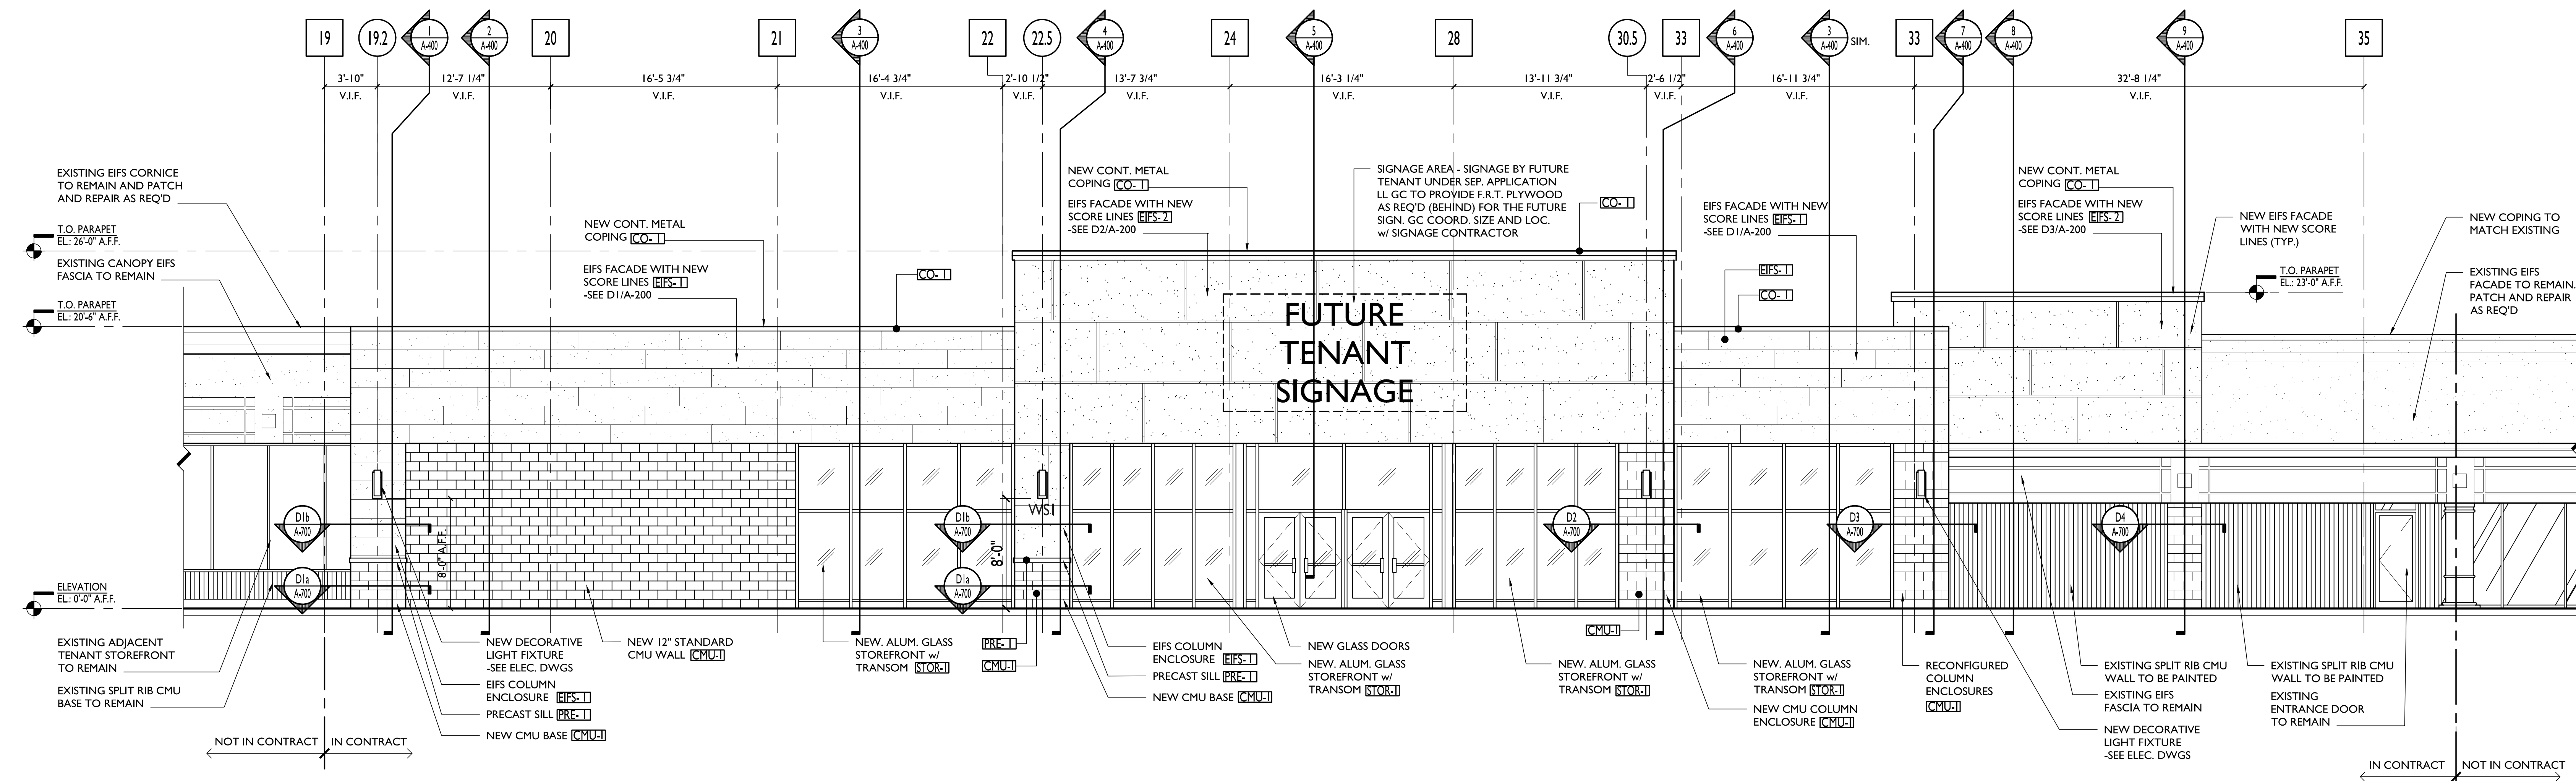 19
19.2
1
A-400
2
A-400
20
21
3
A-400
22
22.5
4
A-400
24
5
A-400
28
30.5
33
6
A-400
3
A-400
SIM.
33
7
A-400
8
A-400
9
A-400
35
3'-10"
V.I.F.
12'-7 1/4"
V.I.F.
16'-5 3/4"
V.I.F.
16'-4 3/4"
V.I.F.
2'-10 1/2"
V.I.F.
13'-7 3/4"
V.I.F.
16'-3 1/4"
V.I.F.
13'-11 3/4"
V.I.F.
2'-6 1/2"
V.I.F.
16'-11 3/4"
V.I.F.
32'-8 1/4"
V.I.F.
EXISTING EIFS CORNICE
TO REMAIN AND PATCH
AND REPAIR AS REQ'D
T.O. PARAPET
EL.: 26'-0" A.F.F.
EXISTING CANOPY EIFS
FASCIA TO REMAIN
T.O. PARAPET
EL.: 20'-6" A.F.F.
NEW CONT. METAL
COPING CO- 1
EIFS FACADE WITH NEW
SCORE LINES EIFS- 1
-SEE D1/A-200
CO- 1
NEW CONT. METAL
COPING CO- 1
EIFS FACADE WITH NEW
SCORE LINES EIFS- 2
-SEE D2/A-200
SIGNAGE AREA - SIGNAGE BY FUTURE
TENANT UNDER SEP. APPLICATION
LL GC TO PROVIDE F.R.T. PLYWOOD
AS REQ'D (BEHIND) FOR THE FUTURE
SIGN. GC COORD. SIZE AND LOC.
w/ SIGNAGE CONTRACTOR
CO- 1
EIFS FACADE WITH NEW
SCORE LINES EIFS- 1
-SEE D1/A-200
EIFS- 1
CO- 1
NEW CONT. METAL
COPING CO- 1
EIFS FACADE WITH NEW
SCORE LINES EIFS- 2
-SEE D3/A-200
NEW EIFS FACADE
WITH NEW SCORE
LINES (TYP.)
T.O. PARAPET
EL.: 23'-0" A.F.F.
NEW COPING TO
MATCH EXISTING
EXISTING EIFS
FACADE TO REMAIN.
PATCH AND REPAIR
AS REQ'D
FUTURE
TENANT
SIGNAGE
D1b
A-700
8'-0" A.F.F.
D1b
A-700
8'-0"
WS1
D2
A-700
D3
A-700
D4
A-700
D1a
A-700
D1a
A-700
ELEVATION
EL.: 0'-0" A.F.F.
EXISTING ADJACENT
TENANT STOREFRONT
TO REMAIN
EXISTING SPLIT RIB CMU
BASE TO REMAIN
NEW DECORATIVE
LIGHT FIXTURE
-SEE ELEC. DWGS
EIFS COLUMN
ENCLOSURE EIFS- 1
PRECAST SILL PRE- 1
NEW CMU BASE CMU-1
NEW 12" STANDARD
CMU WALL CMU-1
NEW. ALUM. GLASS
STOREFRONT w/
TRANSOM STOR-1
PRE- 1
CMU-1
EIFS COLUMN
ENCLOSURE EIFS- 1
PRECAST SILL PRE- 1
NEW CMU BASE CMU-1
NEW GLASS DOORS
NEW. ALUM. GLASS
STOREFRONT w/
TRANSOM STOR-1
CMU-1
NEW. ALUM. GLASS
STOREFRONT w/
TRANSOM STOR-1
NEW. ALUM. GLASS
STOREFRONT w/
TRANSOM STOR-1
NEW CMU COLUMN
ENCLOSURE CMU-1
RECONFIGURED
COLUMN
ENCLOSURES
CMU-1
EXISTING SPLIT RIB CMU
WALL TO BE PAINTED
EXISTING EIFS
FASCIA TO REMAIN
NEW DECORATIVE
LIGHT FIXTURE
-SEE ELEC. DWGS
EXISTING SPLIT RIB CMU
WALL TO BE PAINTED
EXISTING
ENTRANCE DOOR
TO REMAIN
NOT IN CONTRACT
IN CONTRACT
IN CONTRACT
NOT IN CONTRACT